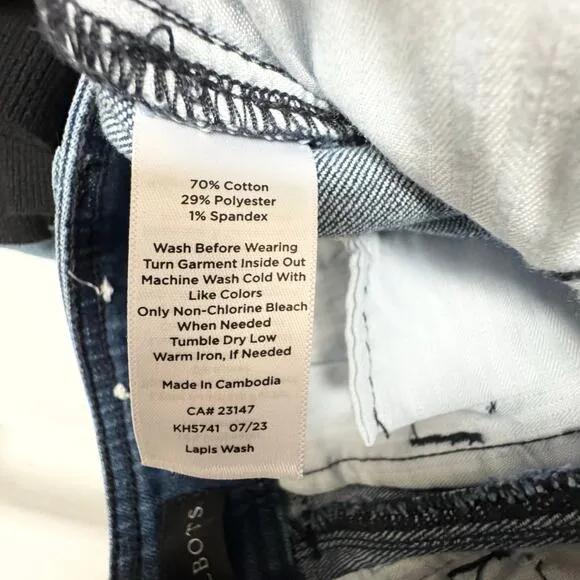 70% Cotton
29% Polyester
1% Spandex
Wash Before Wearing
Turn Garment Inside Out
Machine Wash Cold With
Like Colors
Only Non-Chlorine Bleach
When Needed
Tumble Dry Low
Warm Iron, If Needed
Made In Cambodia
CA# 23147
KH5741 07/23
Lapis Wash
LBOTS